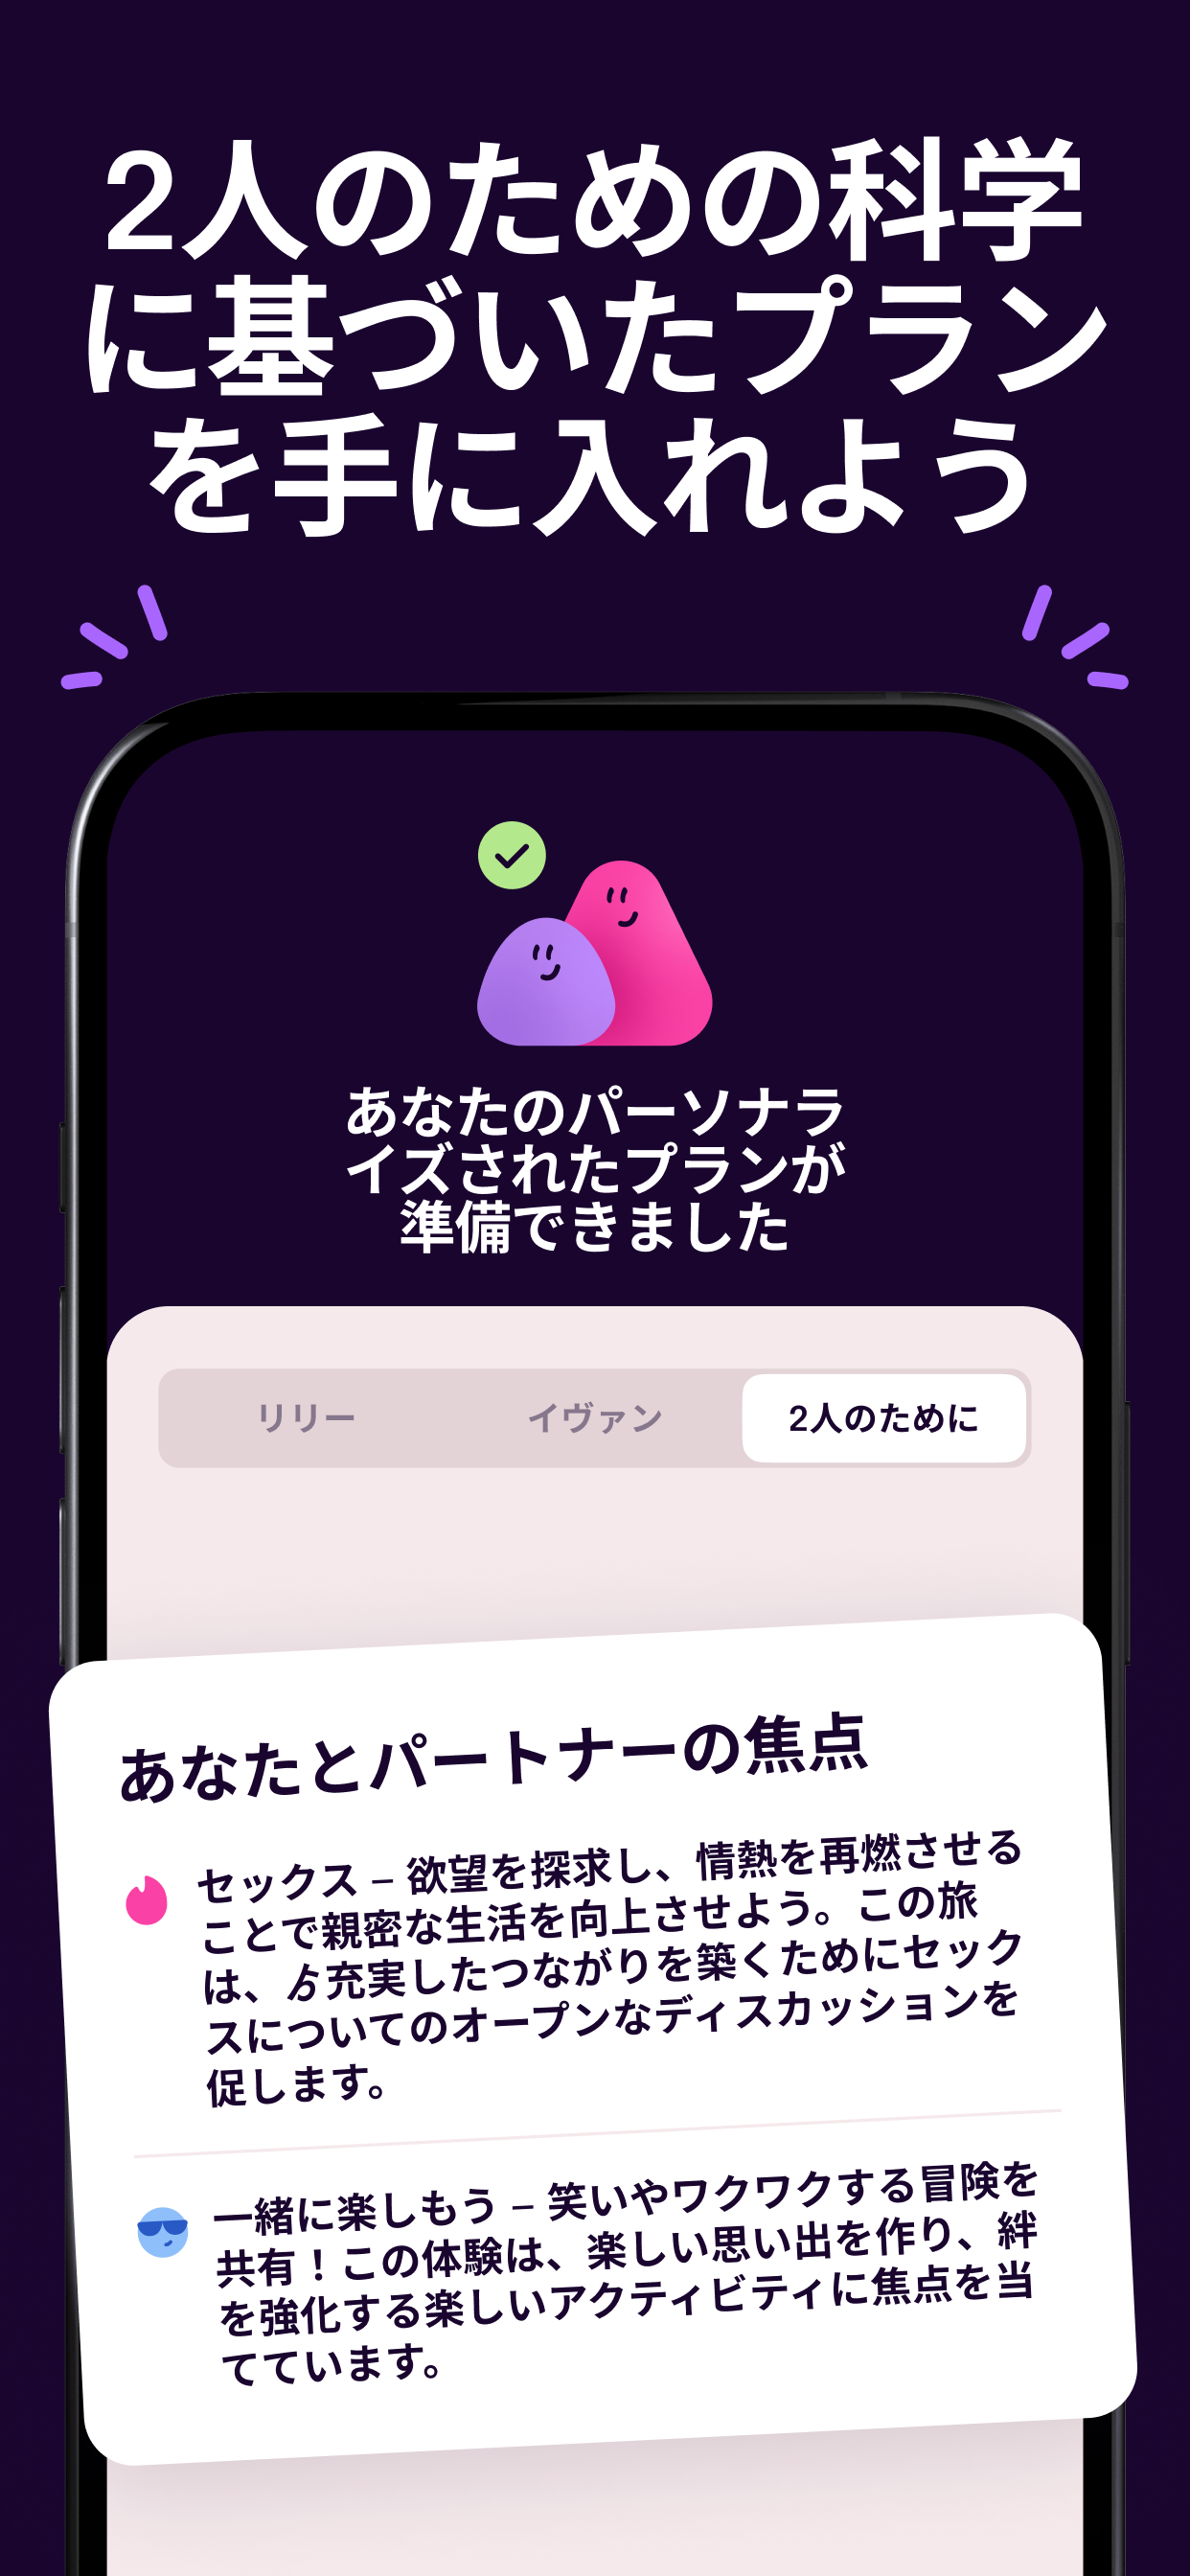 2人のための科学
に基づいたプラン
を手に入れよう
あなたのパーソナラ
イズされたプランが
準備できました
リリー
イヴァン
2人のために
あなたとパートナーの焦点
セックス – 欲望を探求し、情熱を再燃させる
ことで親密な生活を向上させよう。この旅
は、充実したつながりを築くためにセック
スについてのオープンなディスカッションを
促します。
一緒に楽しもう – 笑いやワクワクする冒険を
共有！この体験は、楽しい思い出を作り、絆
を強化する楽しいアクティビティに焦点を当
てています。